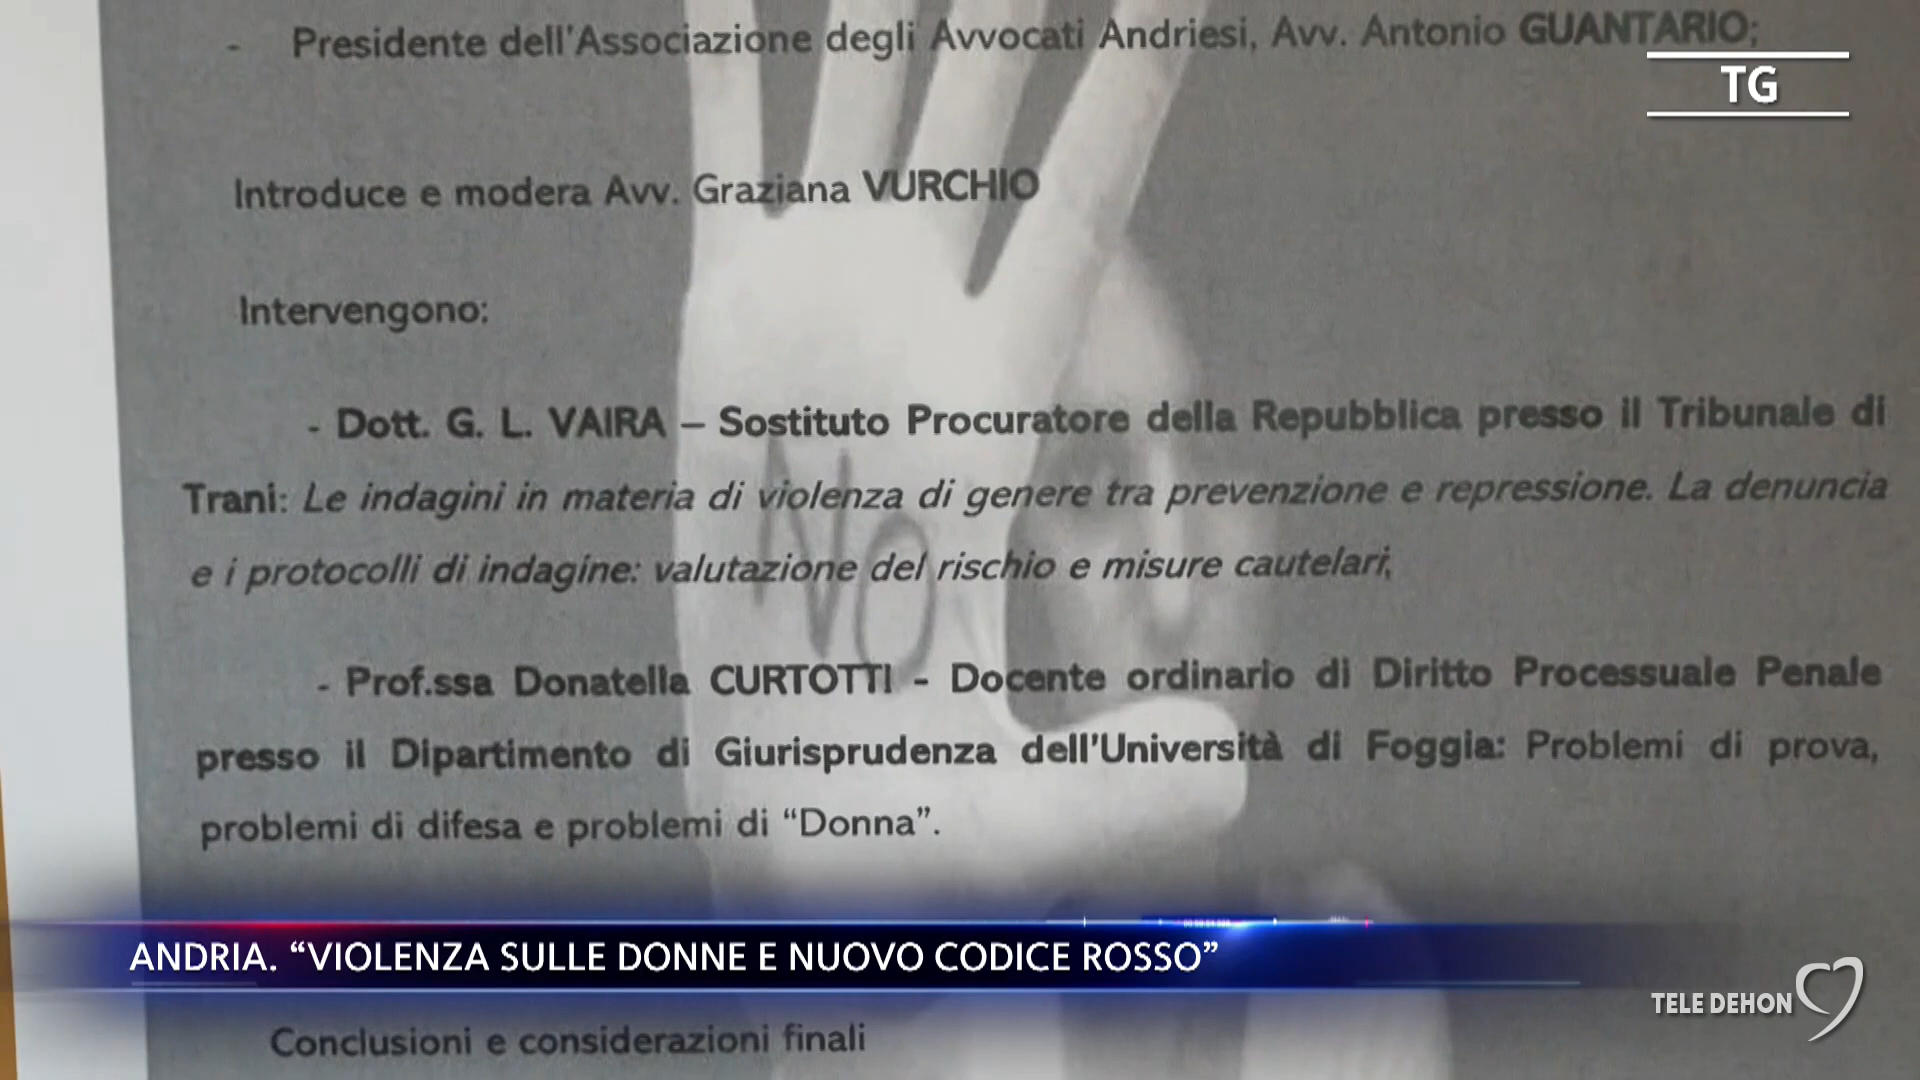 - Presidente dell'Associazione degli Avvocati Andriesi, Avv. Antonio GUANTARIO;
TG
Introduce e modera Avv. Graziana VURCHIO
Intervengono:
- Dott. G. L. VAIRA – Sostituto Procuratore della Repubblica presso il Tribunale di
Trani: Le indagini in materia di violenza di genere tra prevenzione e repressione. La denuncia
e i protocolli di indagine: valutazione del rischio e misure cautelari,
NO
- Prof.ssa Donatella CURTOTTI - Docente ordinario di Diritto Processuale Penale
presso il Dipartimento di Giurisprudenza dell'Università di Foggia: Problemi di prova,
problemi di difesa e problemi di “Donna”.
ANDRIA. “VIOLENZA SULLE DONNE E NUOVO CODICE ROSSO”
TELE DEHON
Conclusioni e considerazioni finali